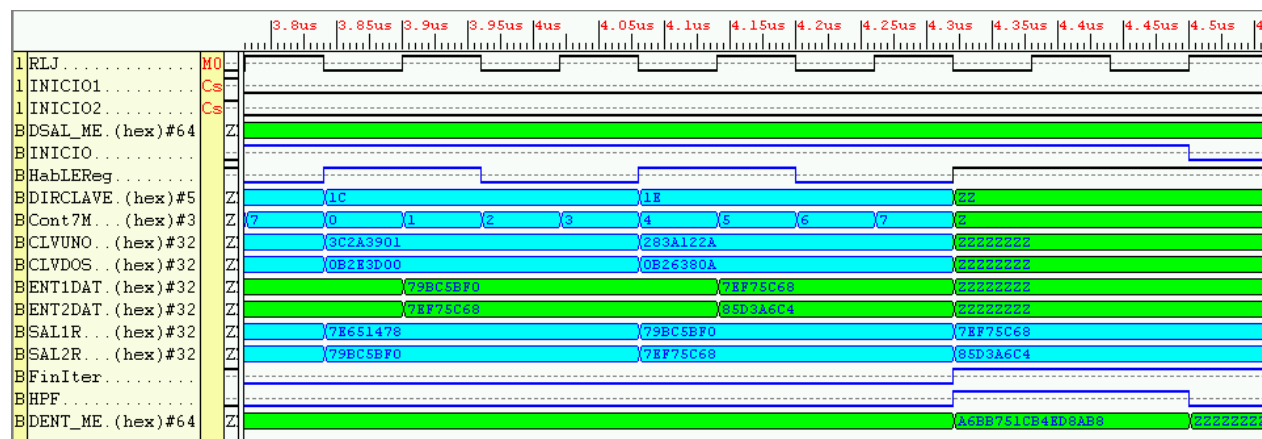 3.8us 3.85us 3.9us 3.95us 4us 4.05us 4.1us 4.15us 4.2us 4.25us 4.3us 4.35us 4.4us 4.45us 4.5us 4
1 RLJ.............. M0
1 INICIO1......... Cs
1 INICIO2......... Cs
B DSAL_ME.(hex)#64 Z
B INICIO..........
B HabLEReg........
B DIRCLAVE.(hex)#5 Z 1C 1E ZZ
B Cont7M...(hex)#3 Z 7 0 1 2 3 4 5 6 7 Z
B CLVUNO...(hex)#32 Z 3C2A3901 283A122A ZZZZZZZZ
B CLVDOS..(hex)#32 Z 0B2E3D00 0B26380A ZZZZZZZZ
B ENT1DAT.(hex)#32 Z 79BC5BF0 7EF75C68 ZZZZZZZZ
B ENT2DAT.(hex)#32 Z 7EF75C68 85D3A6C4 ZZZZZZZZ
B SAL1R...(hex)#32 Z 7E651478 79BC5BF0 7EF75C68
B SAL2R...(hex)#32 Z 79BC5BF0 7EF75C68 85D3A6C4
B FinIter.........
B HPF.............
B DENT_ME.(hex)#64 Z A6BB751CB4ED8AB8 ZZZZZZZZ